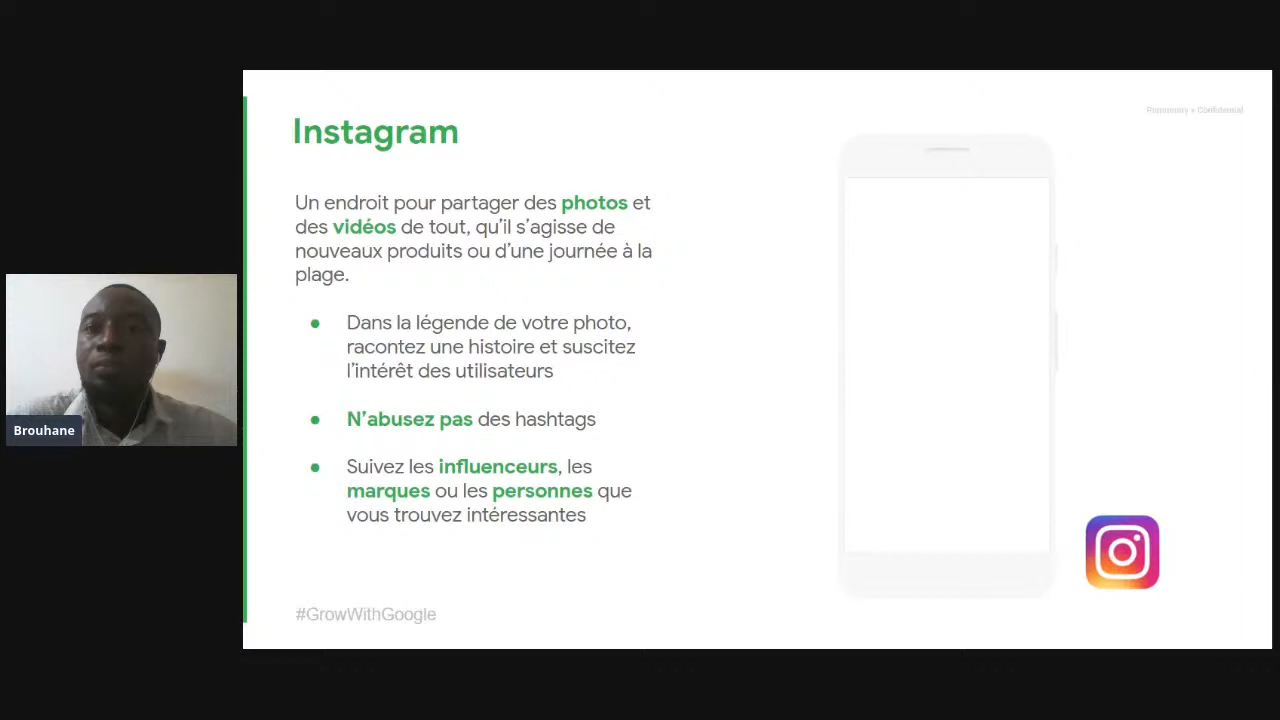 Instagram
Proprietary + Confidential
Un endroit pour partager des photos et
des vidéos de tout, qu’il s’agisse de
nouveaux produits ou d’une journée à la
plage.
● Dans la légende de votre photo,
racontez une histoire et suscitez
l’intérêt des utilisateurs
● N’abusez pas des hashtags
● Suivez les influenceurs, les
marques ou les personnes que
vous trouvez intéressantes
Brouhane
#GrowWithGoogle